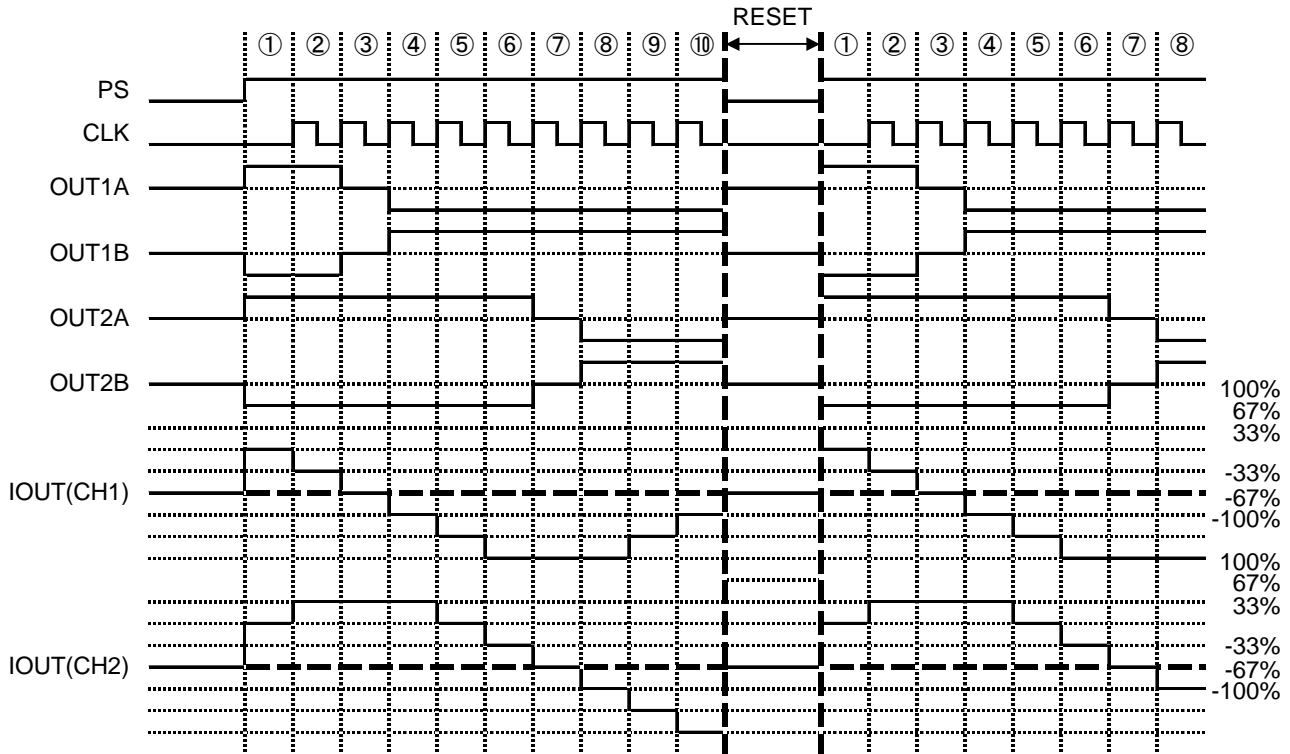 RESET
① ② ③ ④ ⑤ ⑥ ⑦ ⑧ ⑨ ⑩ ① ② ③ ④ ⑤ ⑥ ⑦ ⑧
PS
CLK
OUT1A
OUT1B
OUT2A
OUT2B
100%
67%
33%
IOUT(CH1)
-33%
-67%
-100%
100%
67%
33%
IOUT(CH2)
-33%
-67%
-100%